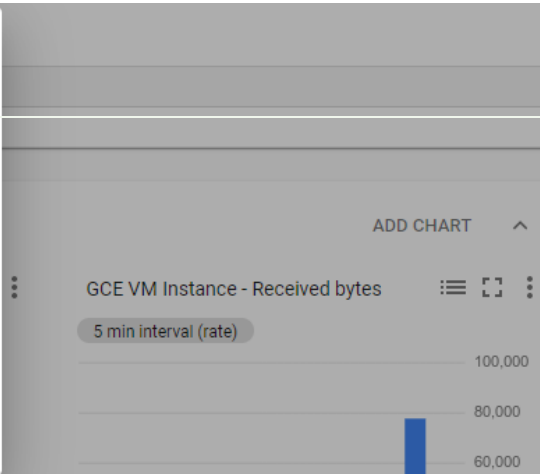 ADD CHART
GCE VM Instance - Received bytes
5 min interval (rate)
100,000
80,000
60,000